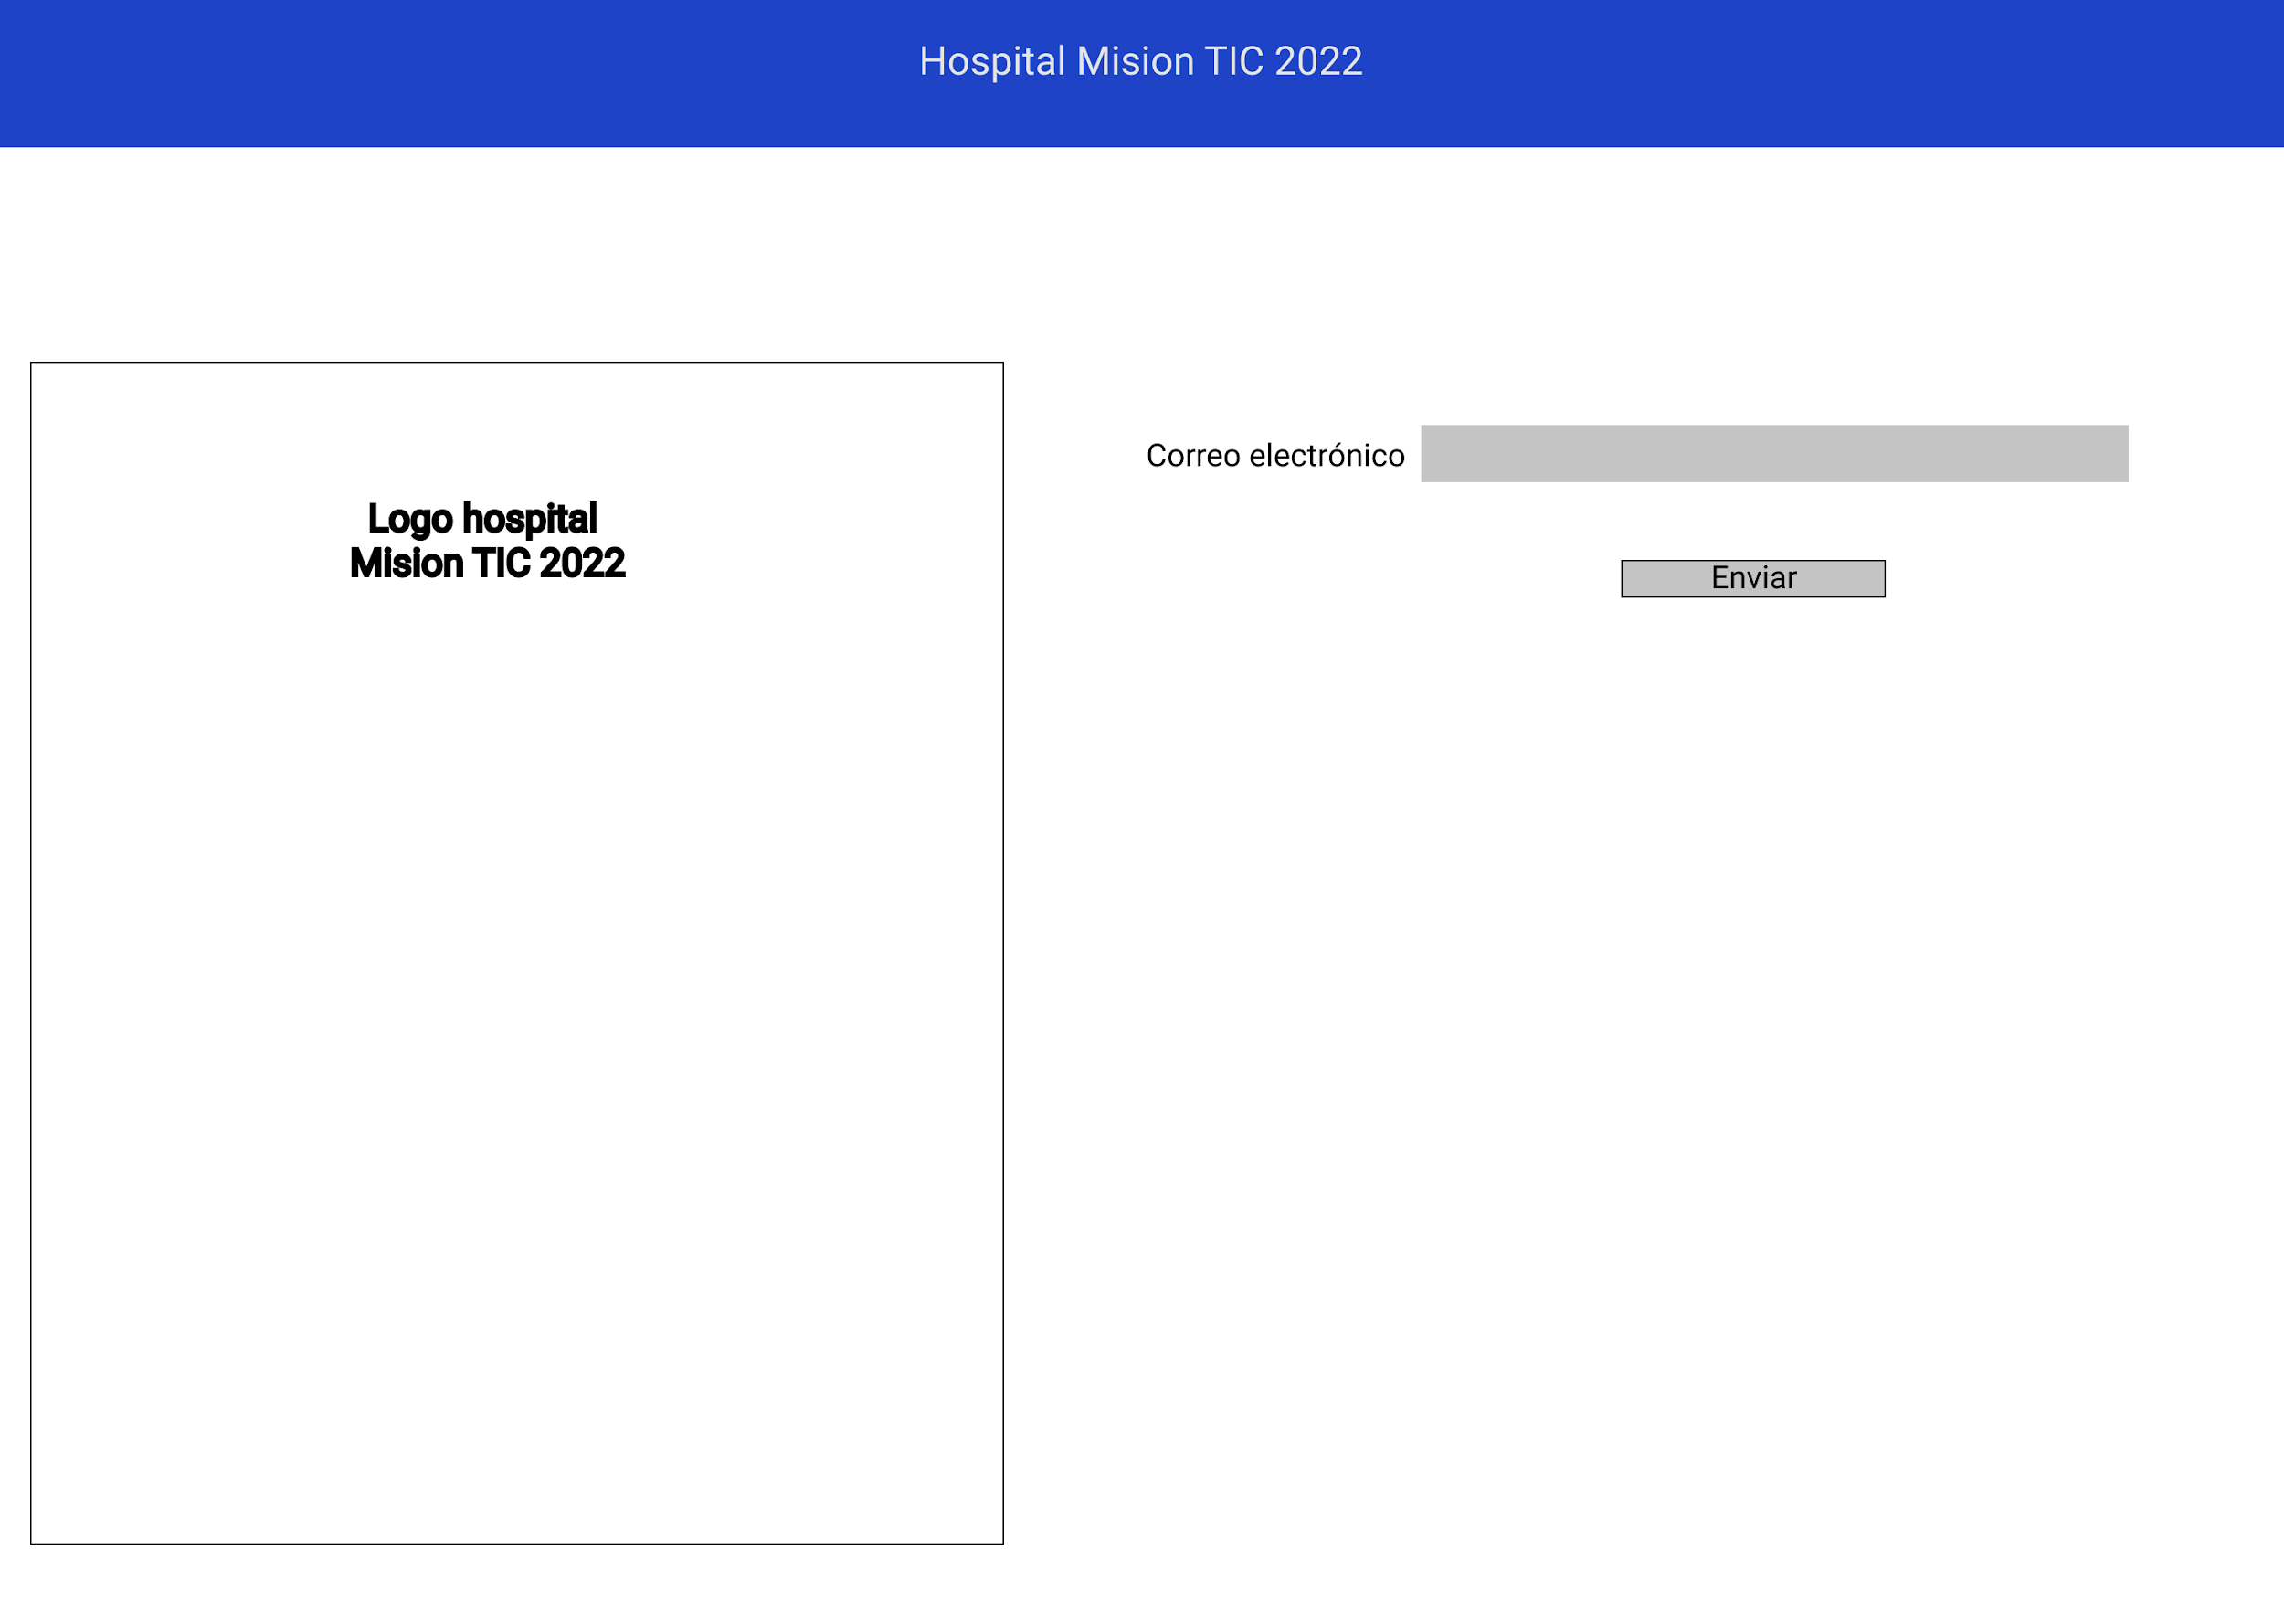 Hospital Mision TIC 2022
Logo hospital
Mision TIC 2022
Correo electrónico
Enviar